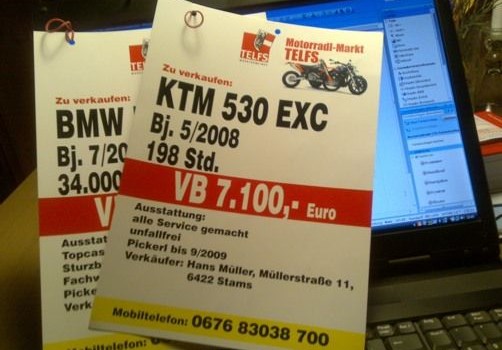 TELFS
Motorradl-Markt
TELFS
Zu verkaufen:
KTM 530 EXC
Bj. 5/2008
198 Std.
VB 7.100,- Euro
Ausstattung:
alle Service gemacht
unfallfrei
Pickerl bis 9/2009
Verkäufer: Hans Müller, Müllerstraße 11,
6422 Stams
Mobiltelefon: 0676 83038 700
TELFS
Zu verkaufen:
BMW
Bj. 7/20
34.000
Ausstatt
Topcas
Sturzb
Fachw
Picke
Verk
Mobiltelefon: